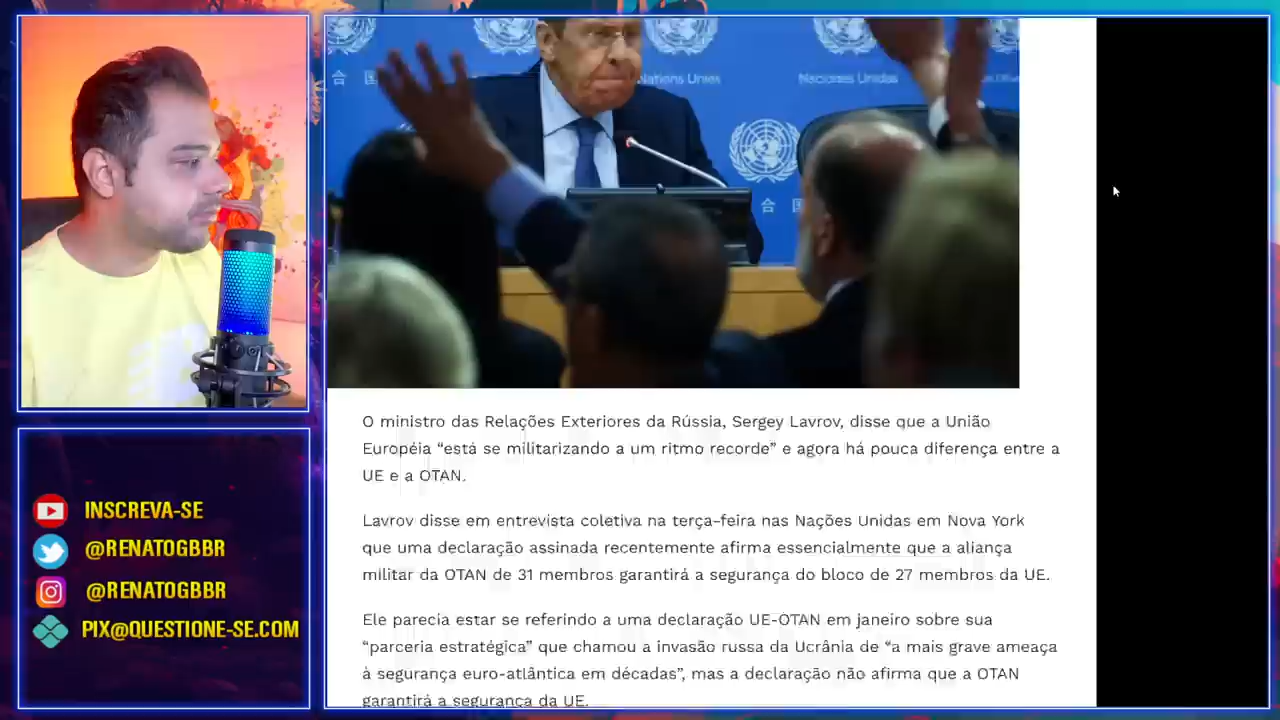 合 国
Nations Unies
Naciones Unidas
合
O ministro das Relações Exteriores da Rússia, Sergey Lavrov, disse que a União
Européia “está se militarizando a um ritmo recorde” e agora há pouca diferença entre a
UE e a OTAN.
Lavrov disse em entrevista coletiva na terça-feira nas Nações Unidas em Nova York
que uma declaração assinada recentemente afirma essencialmente que a aliança
militar da OTAN de 31 membros garantirá a segurança do bloco de 27 membros da UE.
Ele parecia estar se referindo a uma declaração UE-OTAN em janeiro sobre sua
“parceria estratégica” que chamou a invasão russa da Ucrânia de “a mais grave ameaça
à segurança euro-atlântica em décadas”, mas a declaração não afirma que a OTAN
garantirá a segurança da UE.
INSCREVA-SE
@RENATOGBBR
@RENATOGBBR
PIX@QUESTIONE-SE.COM